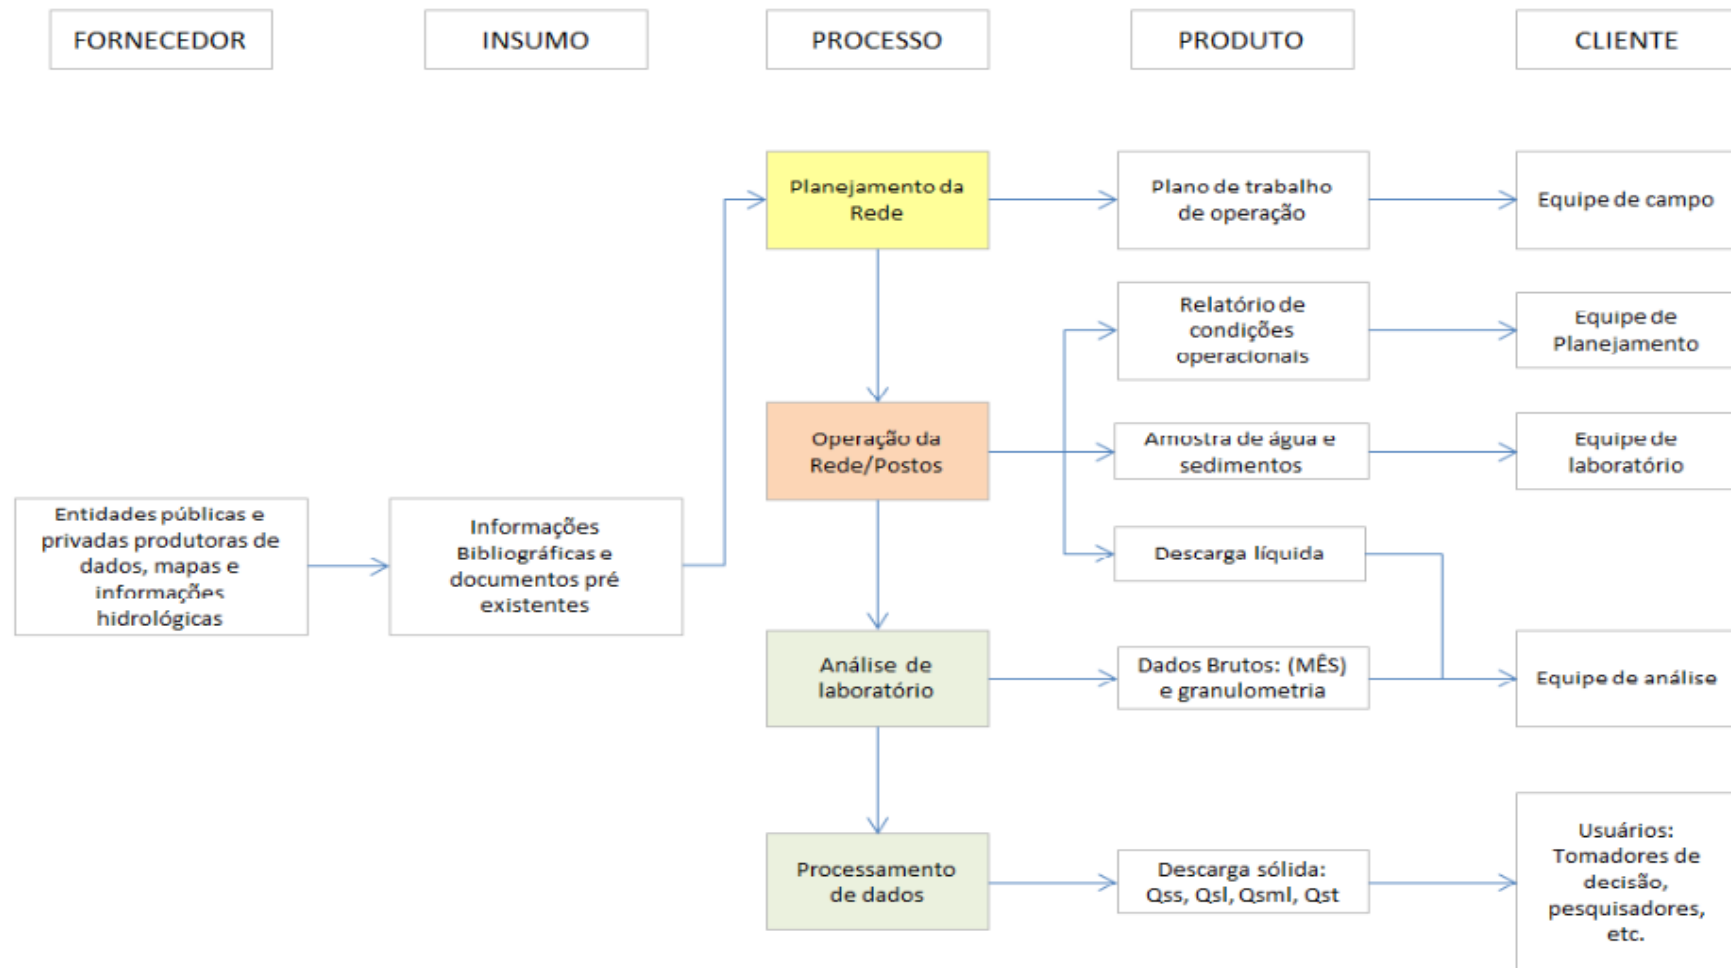 FORNECEDOR
INSUMO
PROCESSO
PRODUTO
CLIENTE
Planejamento da
Rede
Plano de trabalho
de operação
Equipe de campo
Relatório de
condições
operacionais
Equipe de
Planejamento
Operação da
Rede/Postos
Amostra de água e
sedimentos
Equipe de
laboratório
Entidades públicas e
privadas produtoras de
dados, mapas e
informações
hidrológicas
Informações
Bibliográficas e
documentos pré
existentes
Descarga líquida
Análise de
laboratório
Dados Brutos: (MÊS)
e granulometria
Equipe de análise
Processamento
de dados
Descarga sólida:
Qss, Qsl, Qsml, Qst
Usuários:
Tomadores de
decisão,
pesquisadores,
etc.